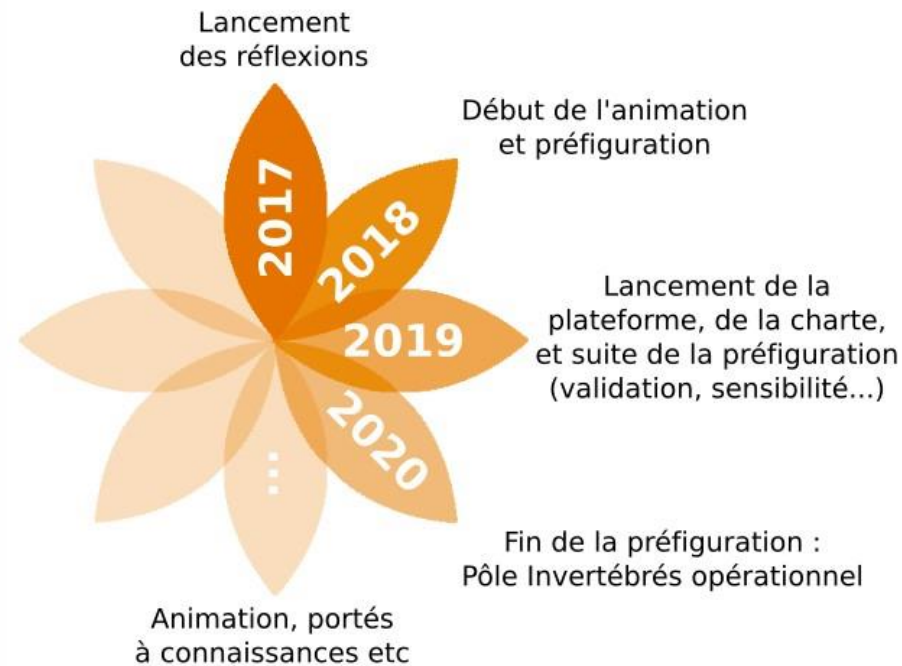 Lancement
des réflexions
2017
Début de l'animation
et préfiguration
2018
Lancement de la
plateforme, de la charte,
et suite de la préfiguration
(validation, sensibilité...)
2019
2020
Fin de la préfiguration :
Pôle Invertébrés opérationnel
...
Animation, portés
à connaissances etc